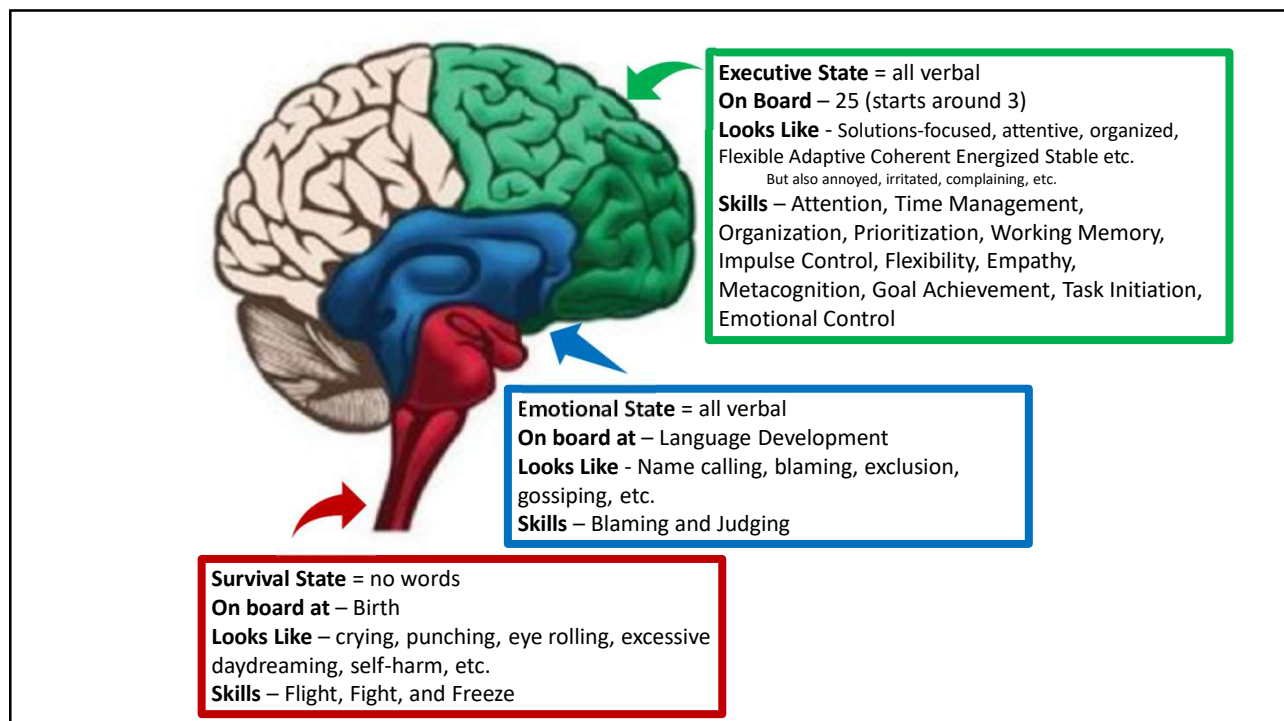 Executive State = all verbal
On Board – 25 (starts around 3)
Looks Like - Solutions-focused, attentive, organized,
Flexible Adaptive Coherent Energized Stable etc.
But also annoyed, irritated, complaining, etc.
Skills – Attention, Time Management,
Organization, Prioritization, Working Memory,
Impulse Control, Flexibility, Empathy,
Metacognition, Goal Achievement, Task Initiation,
Emotional Control
Emotional State = all verbal
On board at – Language Development
Looks Like - Name calling, blaming, exclusion,
gossiping, etc.
Skills – Blaming and Judging
Survival State = no words
On board at – Birth
Looks Like – crying, punching, eye rolling, excessive
daydreaming, self-harm, etc.
Skills – Flight, Fight, and Freeze